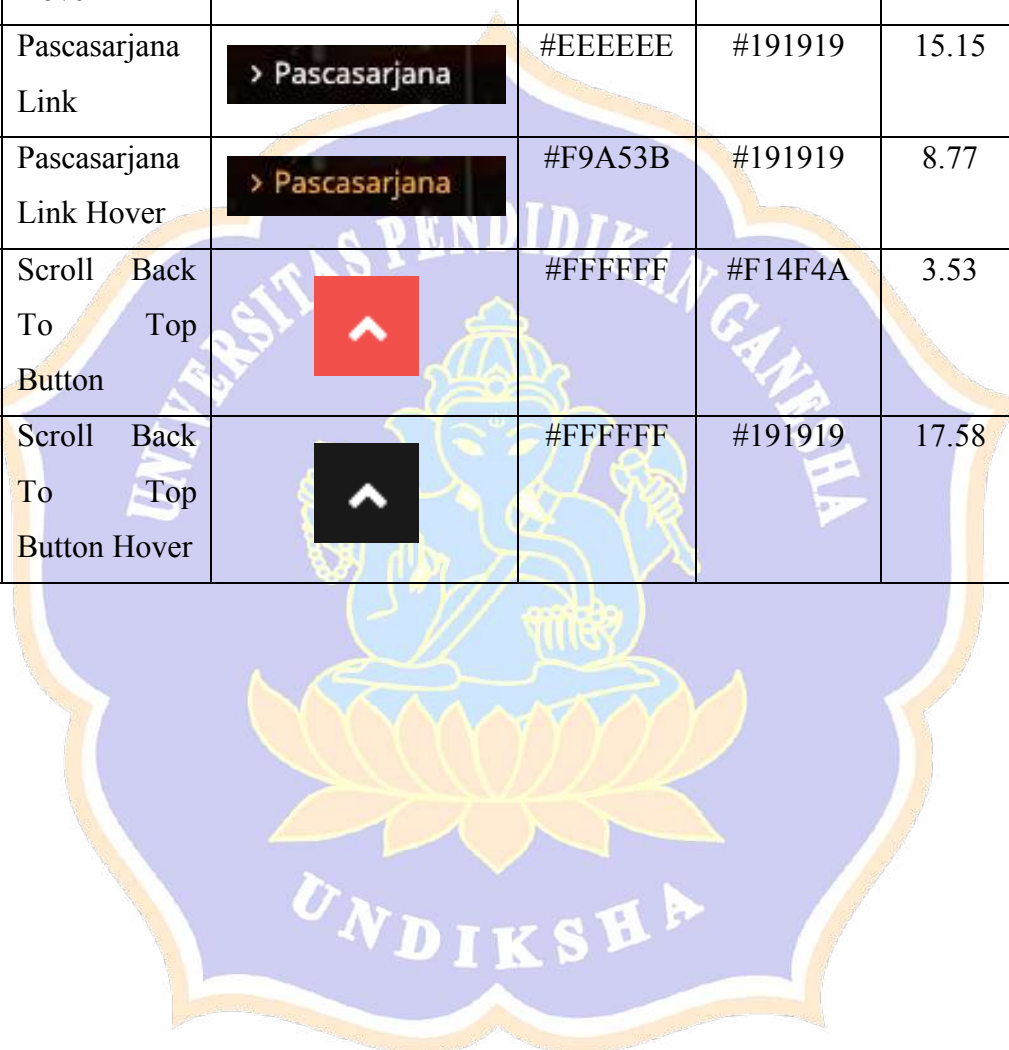 Pascasarjana
Link
> Pascasarjana
#EEEEEE
#191919
15.15
Pascasarjana
Link Hover
> Pascasarjana
#F9A53B
#191919
8.77
Scroll Back
To Top
Button
#FFFFFF
#F14F4A
3.53
Scroll Back
To Top
Button Hover
#FFFFFF
#191919
17.58
UNIVERSITAS PENDIDIKAN GANESHA
UNDIKSHA